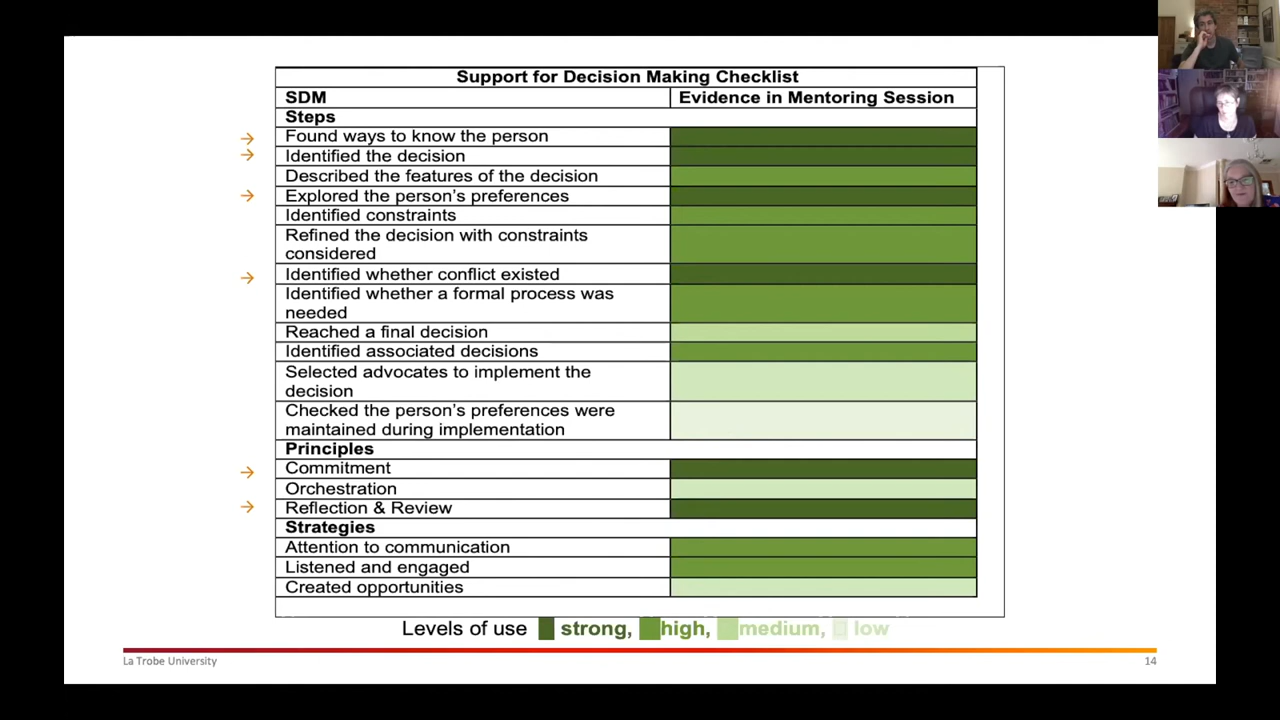 Support for Decision Making Checklist
SDM Evidence in Mentoring Session
Steps
→ Found ways to know the person
→ Identified the decision
Described the features of the decision
→ Explored the person’s preferences
Identified constraints
Refined the decision with constraints
considered
→ Identified whether conflict existed
Identified whether a formal process was
needed
Reached a final decision
Identified associated decisions
Selected advocates to implement the
decision
Checked the person’s preferences were
maintained during implementation
Principles
→ Commitment
Orchestration
→ Reflection & Review
Strategies
Attention to communication
Listened and engaged
Created opportunities
Levels of use strong, high, medium, low
La Trobe University 14